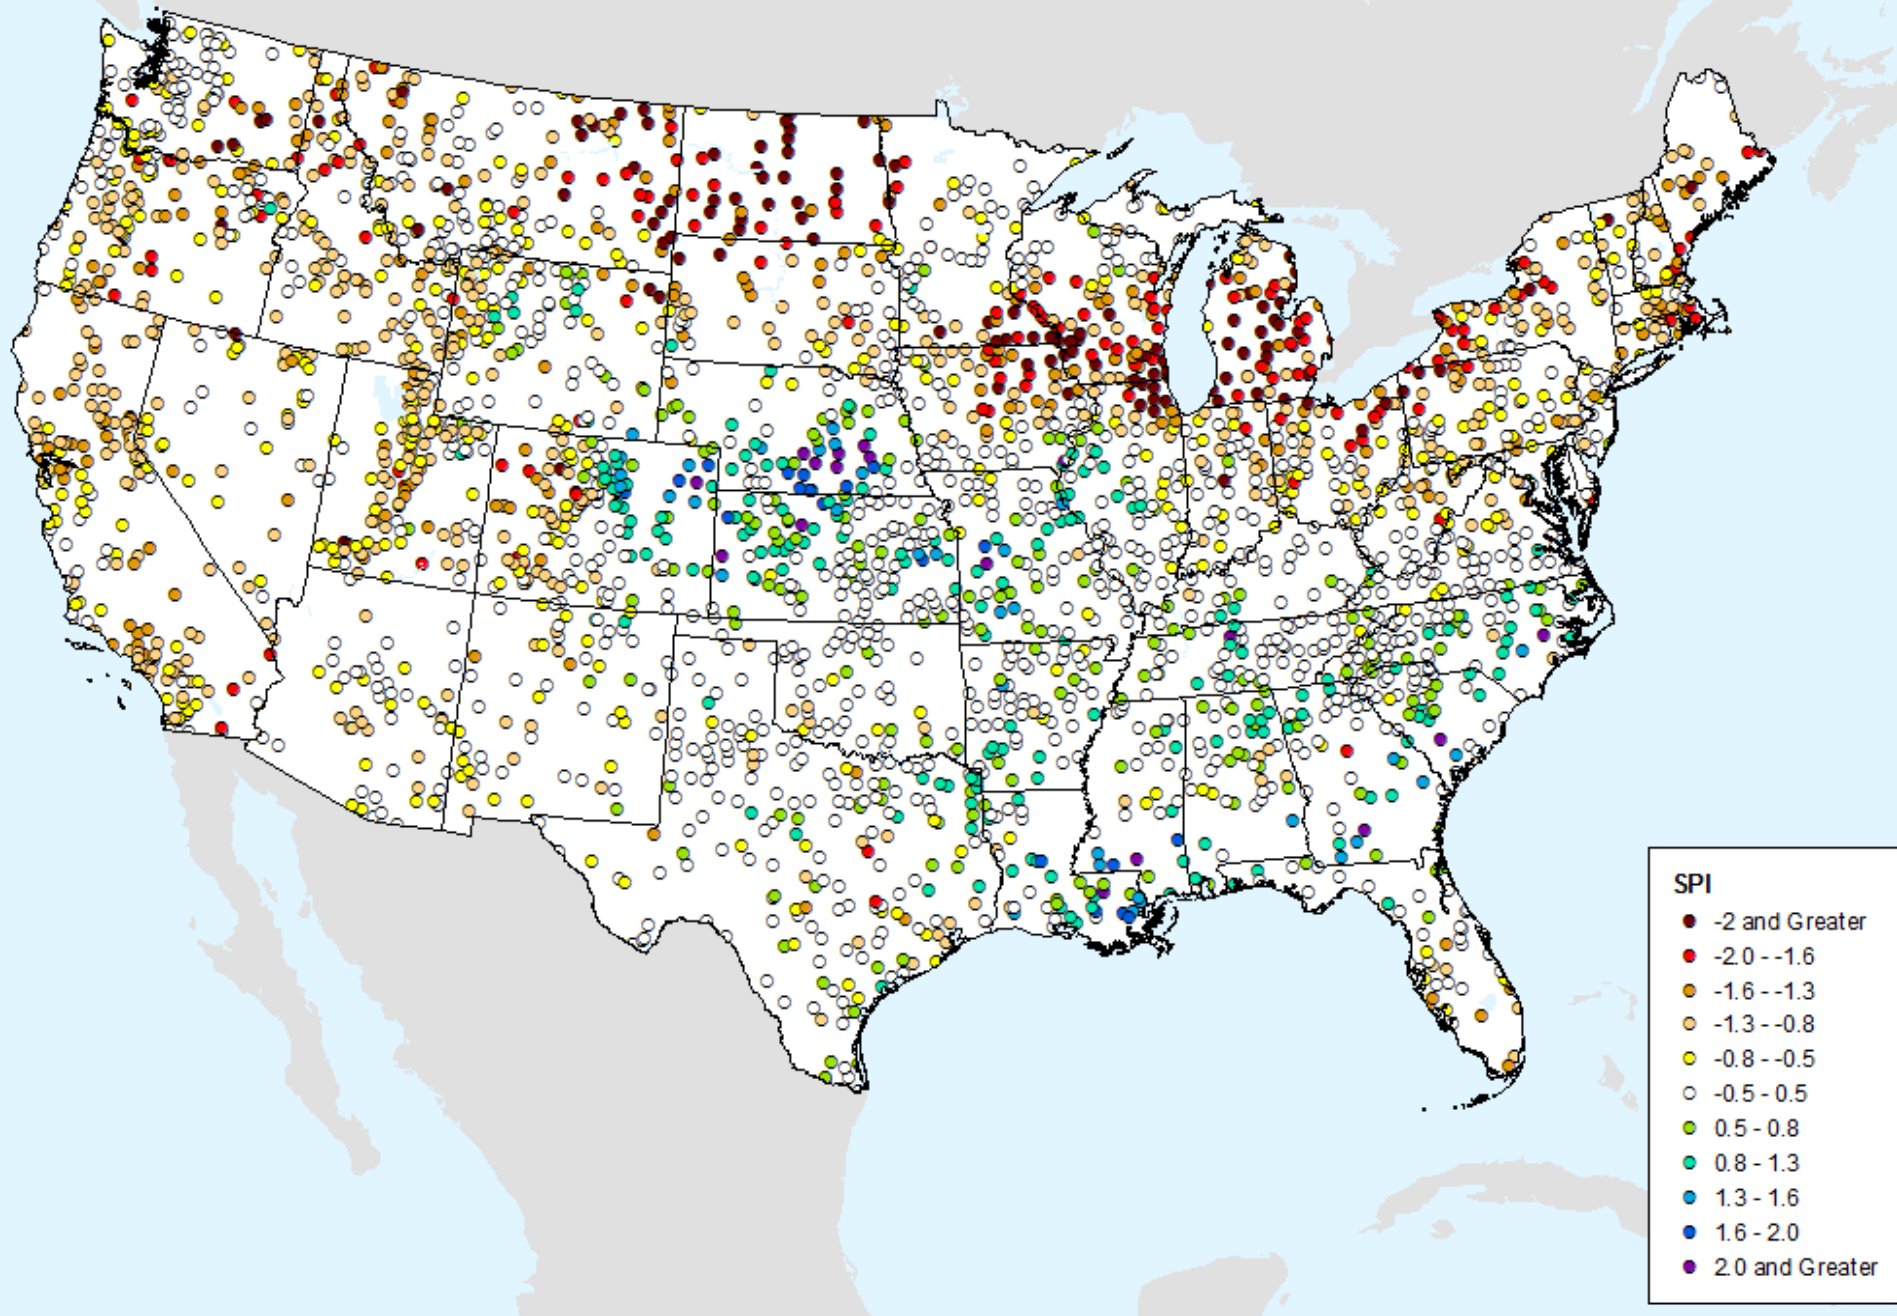 SPI
-2 and Greater
-2.0 - -1.6
-1.6 - -1.3
-1.3 - -0.8
-0.8 - -0.5
-0.5 - 0.5
0.5 - 0.8
0.8 - 1.3
1.3 - 1.6
1.6 - 2.0
2.0 and Greater